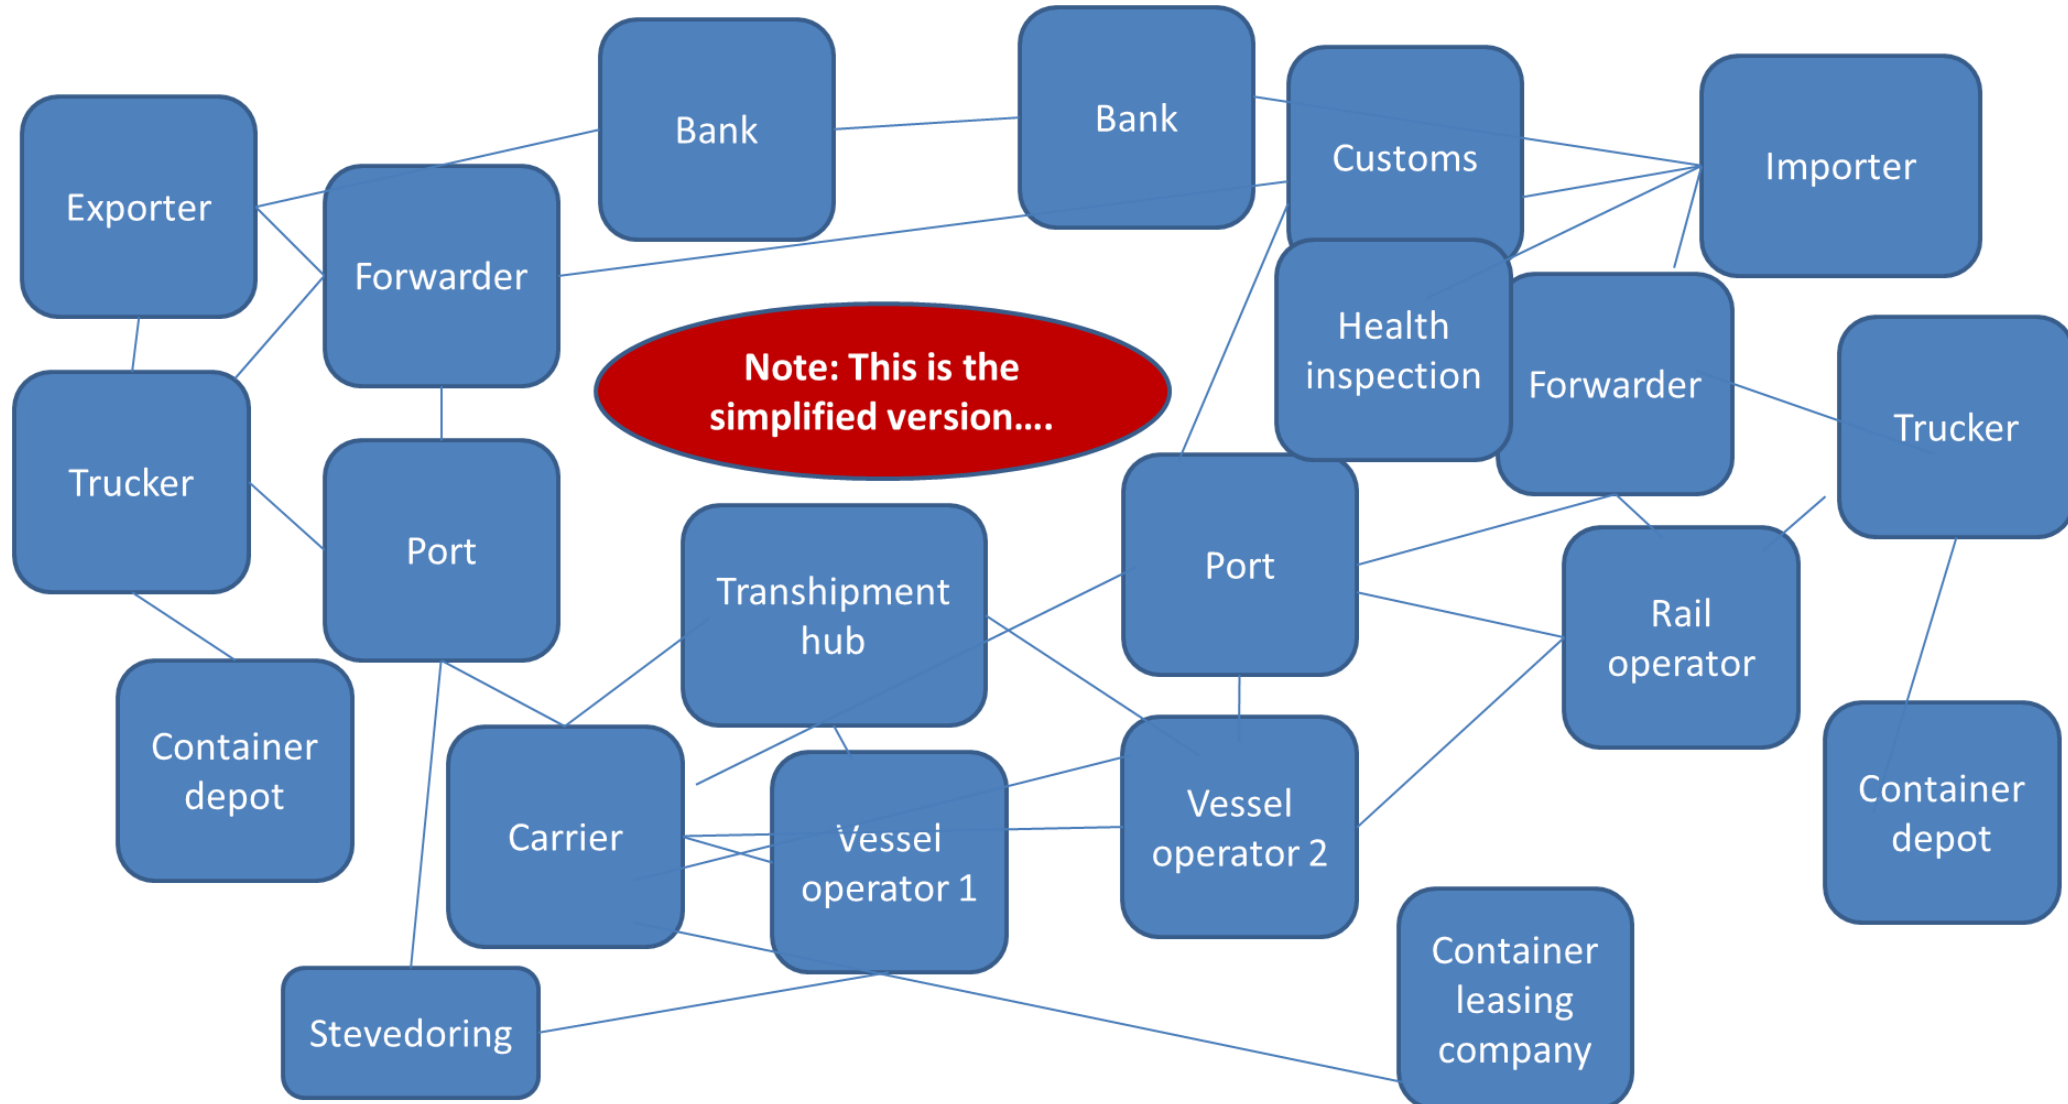 Bank
Bank
Customs
Importer
Exporter
Forwarder
Note: This is the
simplified version....
Health
inspection
Forwarder
Trucker
Trucker
Port
Transhipment
hub
Port
Rail
operator
Container
depot
Carrier
Vessel
operator 1
Vessel
operator 2
Container
depot
Stevedoring
Container
leasing
company